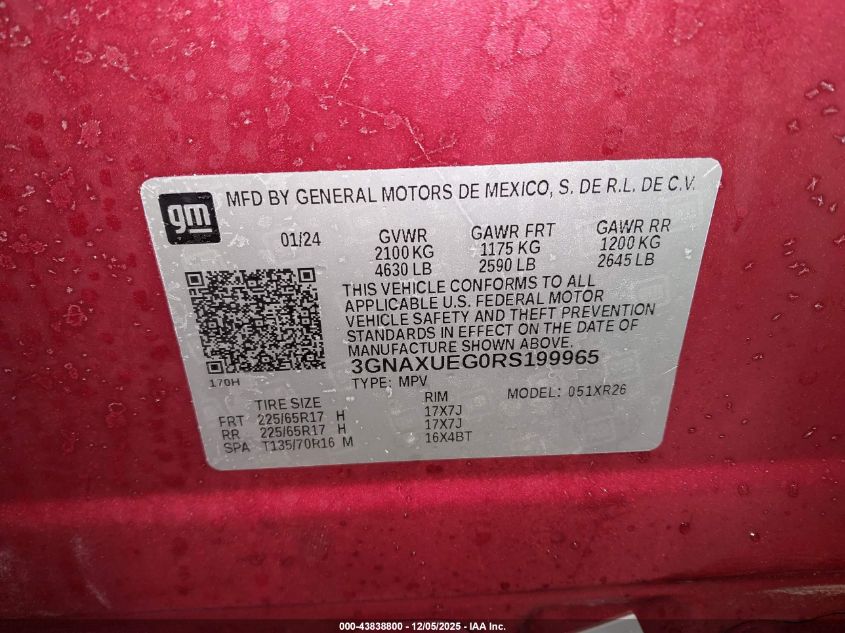 gm
MFD BY GENERAL MOTORS DE MEXICO, S. DE R.L. DE C.V.
01/24 GVWR GAWR FRT GAWR RR
2100 KG 1175 KG 1200 KG
4630 LB 2590 LB 2645 LB
THIS VEHICLE CONFORMS TO ALL
APPLICABLE U.S. FEDERAL MOTOR
VEHICLE SAFETY AND THEFT PREVENTION
STANDARDS IN EFFECT ON THE DATE OF
MANUFACTURE SHOWN ABOVE.
3GNAXUEG0RS199965
170H
TYPE: MPV MODEL: 051XR26
TIRE SIZE RIM
FRT 225/65R17 H 17X7J
RR 225/65R17 H 17X7J
SPA T135/70R16 M 16X4BT
000-43838800 - 12/05/2025 - IAA Inc.